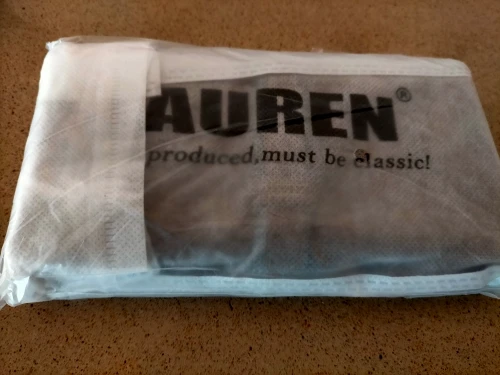 AUREN®
produced,must be classic!